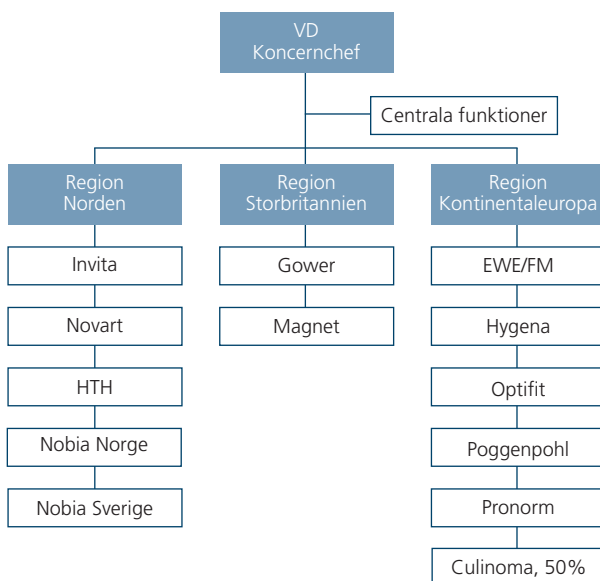 VD
Koncernchef
Centrala funktioner
Region
Norden
Invita
Novart
HTH
Nobia Norge
Nobia Sverige
Region
Storbritannien
Gower
Magnet
Region
Kontinentaleuropa
EWE/FM
Hygena
Optifit
Poggenpohl
Pronorm
Culinoma, 50%